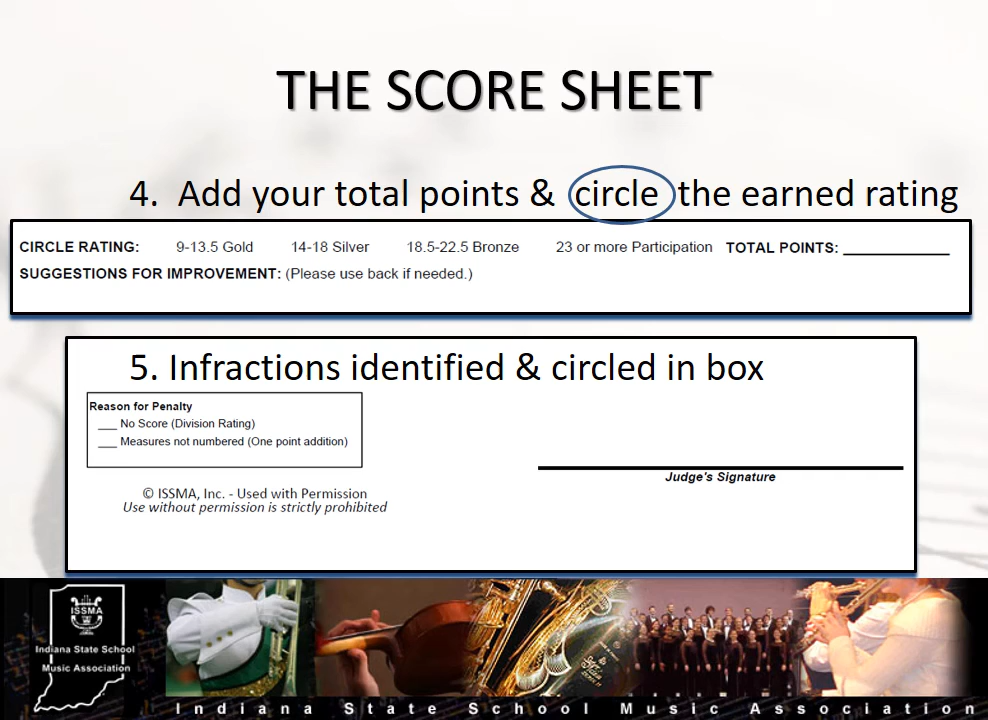 THE SCORE SHEET
4. Add your total points & circle the earned rating
CIRCLE RATING: 9-13.5 Gold 14-18 Silver 18.5-22.5 Bronze 23 or more Participation TOTAL POINTS: ___________
SUGGESTIONS FOR IMPROVEMENT: (Please use back if needed.)
5. Infractions identified & circled in box
Reason for Penalty
___ No Score (Division Rating)
___ Measures not numbered (One point addition)
Judge's Signature
© ISSMA, Inc. - Used with Permission
Use without permission is strictly prohibited
ISSMA
Indiana State School
Music Association
Indiana State School Music Association